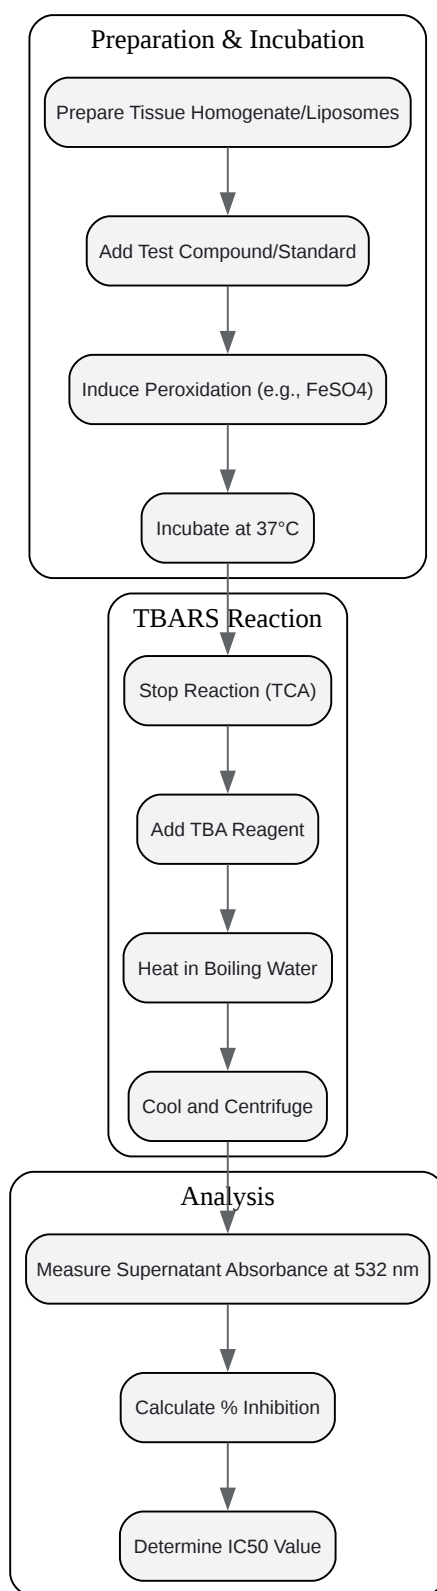 Preparation & Incubation
Prepare Tissue Homogenate/Liposomes
Add Test Compound/Standard
Induce Peroxidation (e.g., FeSO4)
Incubate at 37°C
TBARS Reaction
Stop Reaction (TCA)
Add TBA Reagent
Heat in Boiling Water
Cool and Centrifuge
Analysis
Measure Supernatant Absorbance at 532 nm
Calculate % Inhibition
Determine IC50 Value